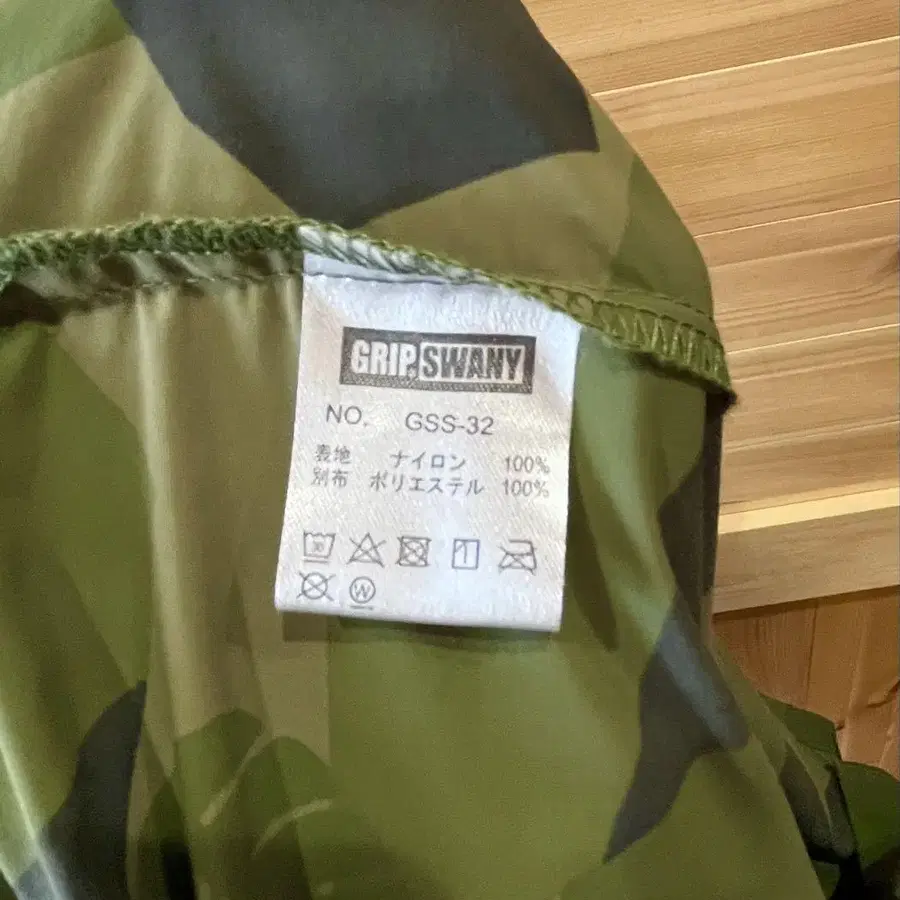 GRIP SWANY
NO. GSS-32
表地 ナイロン 100%
別布 ポリエステル 100%
30
W